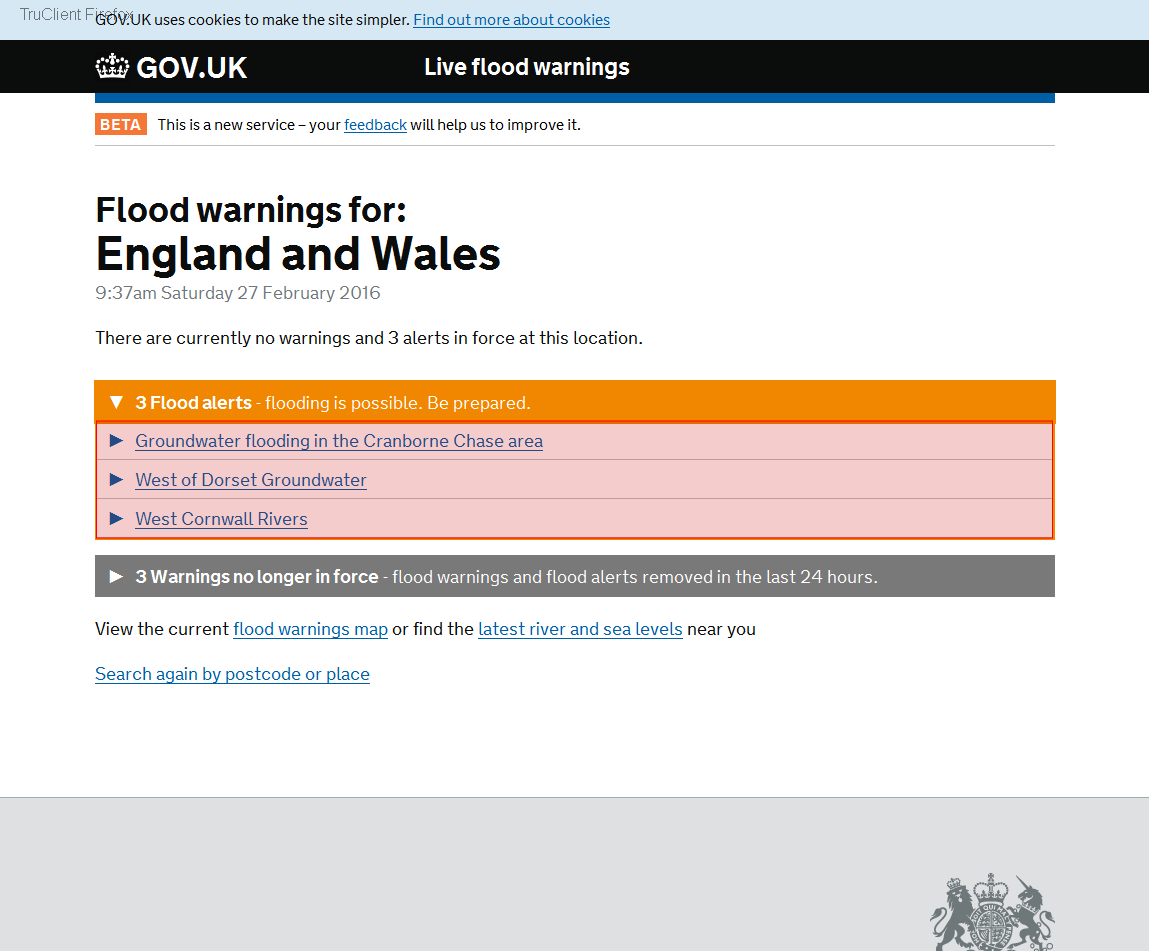 TruClient Firefox
GOV.UK uses cookies to make the site simpler. Find out more about cookies
GOV.UK
Live flood warnings
BETA This is a new service – your feedback will help us to improve it.
Flood warnings for:
England and Wales
9:37am Saturday 27 February 2016
There are currently no warnings and 3 alerts in force at this location.
▼ 3 Flood alerts - flooding is possible. Be prepared.
► Groundwater flooding in the Cranborne Chase area
► West of Dorset Groundwater
► West Cornwall Rivers
► 3 Warnings no longer in force - flood warnings and flood alerts removed in the last 24 hours.
View the current flood warnings map or find the latest river and sea levels near you
Search again by postcode or place